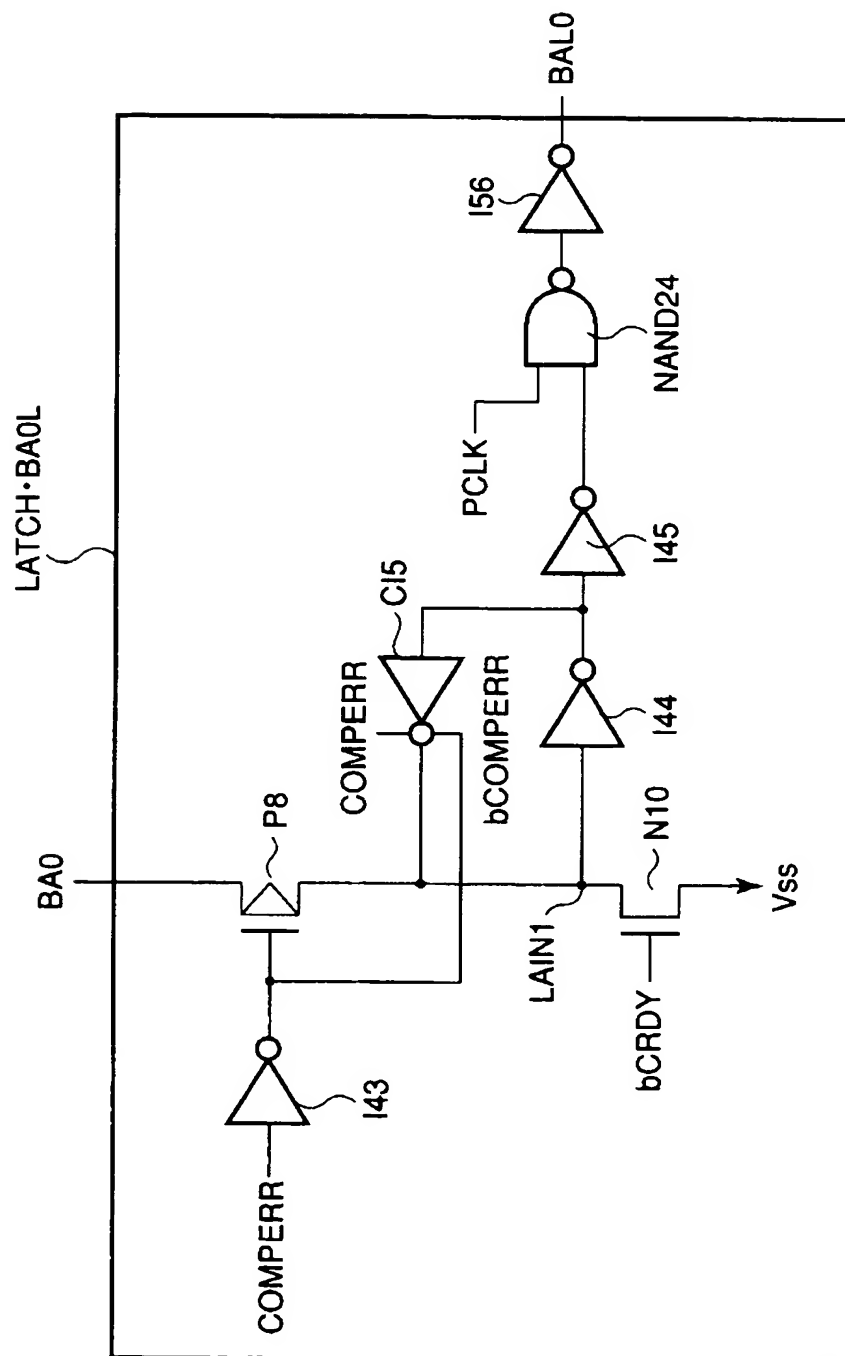 LATCH·BA0L
BA0
P8
COMPERR
I43
COMPERR
CI5
bCOMPERR
LAIN1
I44
I45
bCRDY
N10
Vss
PCLK
NAND24
I56
BAL0